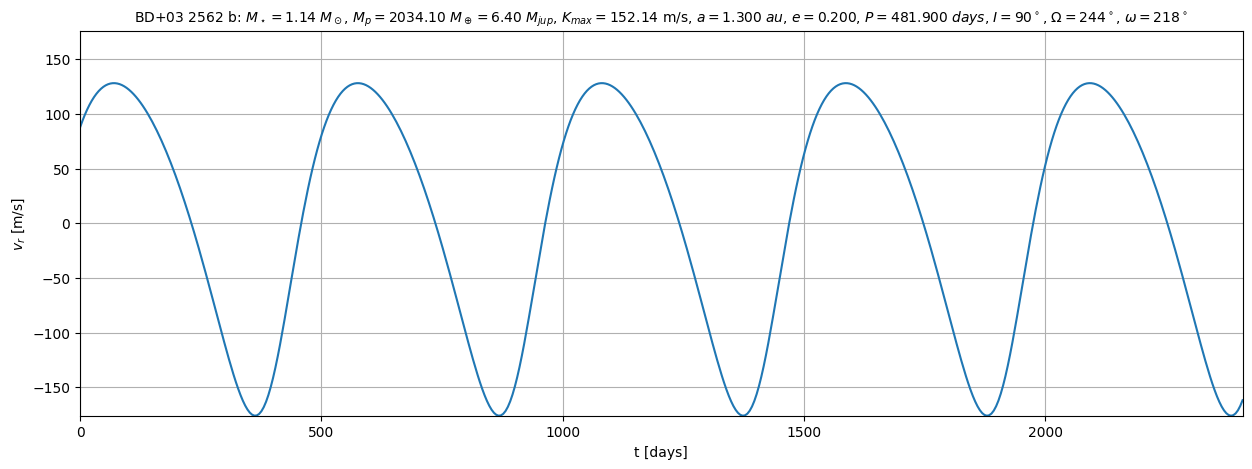 BD+03 2562 b: M⋆ = 1.14 M⊙, Mp = 2034.10 M⊕ = 6.40 Mjup, Kmax = 152.14 m/s, a = 1.300 au, e = 0.200, P = 481.900 days, I = 90°, Ω = 244°, ω = 218°
150
100
50
0
−50
−100
−150
vr [m/s]
0 500 1000 1500 2000
t [days]